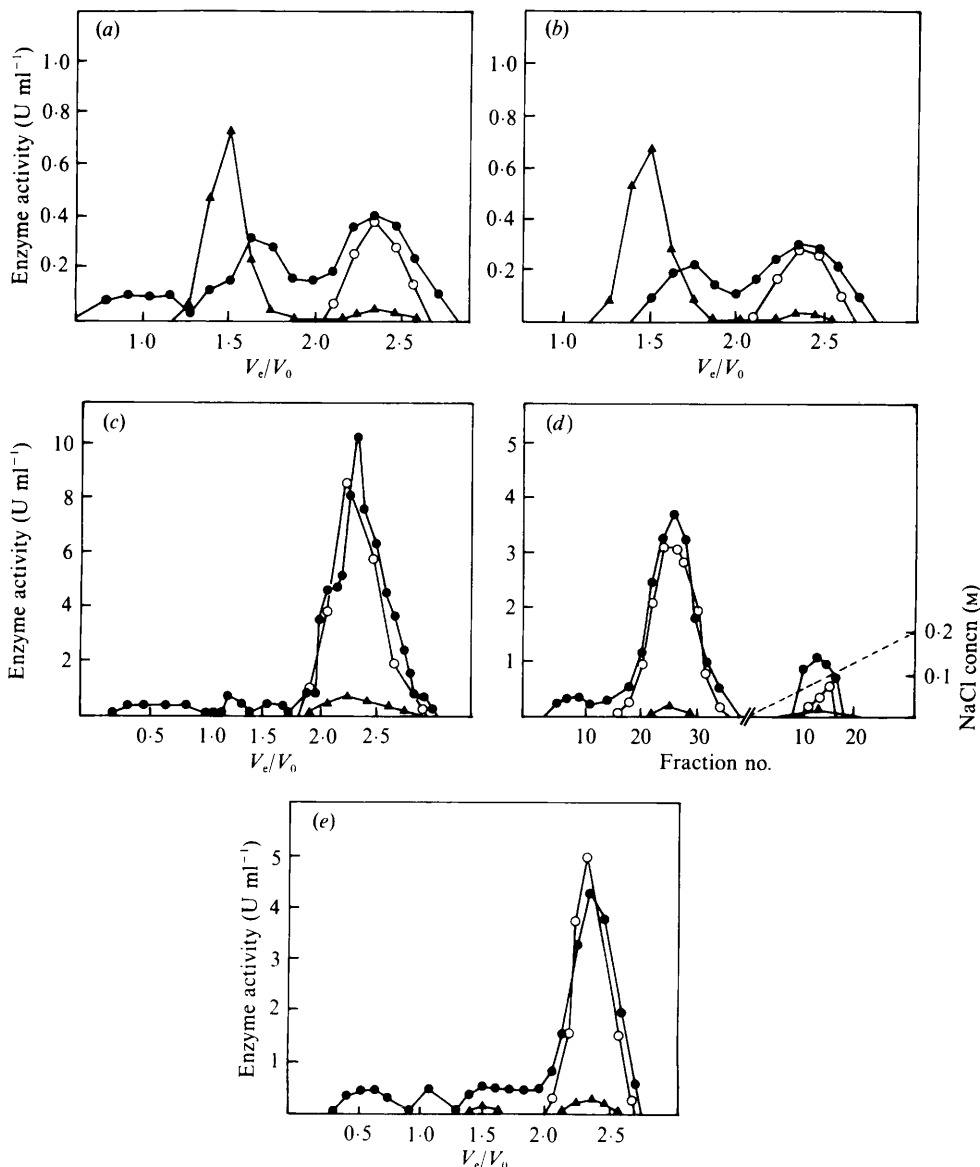 (a)
Enzyme activity (U ml⁻¹)
1·0
0·8
0·6
0·4
0·2
1·0 1·5 2·0 2·5
Vₑ/V₀
(b)
1·0
0·8
0·6
0·4
0·2
1·0 1·5 2·0 2·5
Vₑ/V₀
(c)
Enzyme activity (U ml⁻¹)
10
8
6
4
2
0·5 1·0 1·5 2·0 2·5
Vₑ/V₀
(d)
5
4
3
2
1
10 20 30 10 20
Fraction no.
0·2
0·1
NaCl concn (M)
(e)
Enzyme activity (U ml⁻¹)
5
4
3
2
1
0·5 1·0 1·5 2·0 2·5
Vₑ/V₀